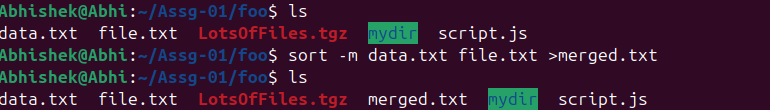 Abhishek@Abhi:~/Assg-01/foo$ ls
data.txt file.txt LotsOfFiles.tgz mydir script.js
Abhishek@Abhi:~/Assg-01/foo$ sort -m data.txt file.txt >merged.txt
Abhishek@Abhi:~/Assg-01/foo$ ls
data.txt file.txt LotsOfFiles.tgz merged.txt mydir script.js